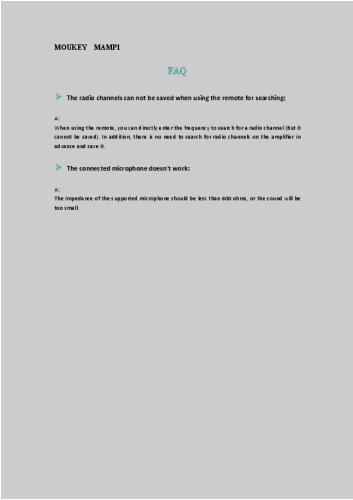 MOUKEY MAMP1
FAQ
The radio channels can not be saved when using the remote for searching:
A:
When using the remote, you can directly enter the frequency to search for a radio channel (But it
cannot be saved). In addition, there is no need to search for radio channels on the amplifier in
advance and save it.
The connected microphone doesn't work:
A:
The impedance of the supported microphone should be less than 600 ohms, or the sound will be
too small.